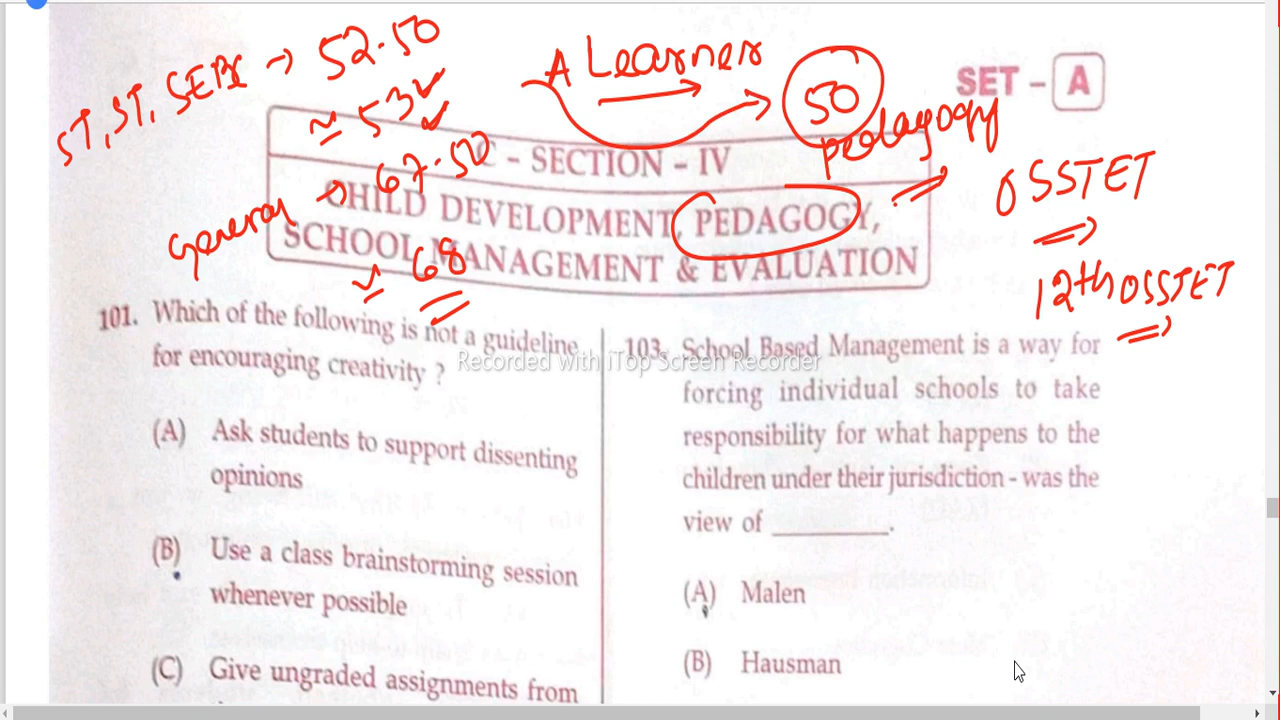 ST, ST, SEBC → 52.50
≈ 53
General → 67.50
≈ 68
A Learner
50
pedagogy
OSSTET
12th OSSTET
SET - A
C - SECTION - IV
CHILD DEVELOPMENT, PEDAGOGY,
SCHOOL MANAGEMENT & EVALUATION
101. Which of the following is not a guideline
for encouraging creativity ?
(A) Ask students to support dissenting
opinions
(B) Use a class brainstorming session
whenever possible
(C) Give ungraded assignments from
103. School Based Management is a way for
forcing individual schools to take
responsibility for what happens to the
children under their jurisdiction - was the
view of ________.
(A) Malen
(B) Hausman
Recorded with iTop Screen Recorder